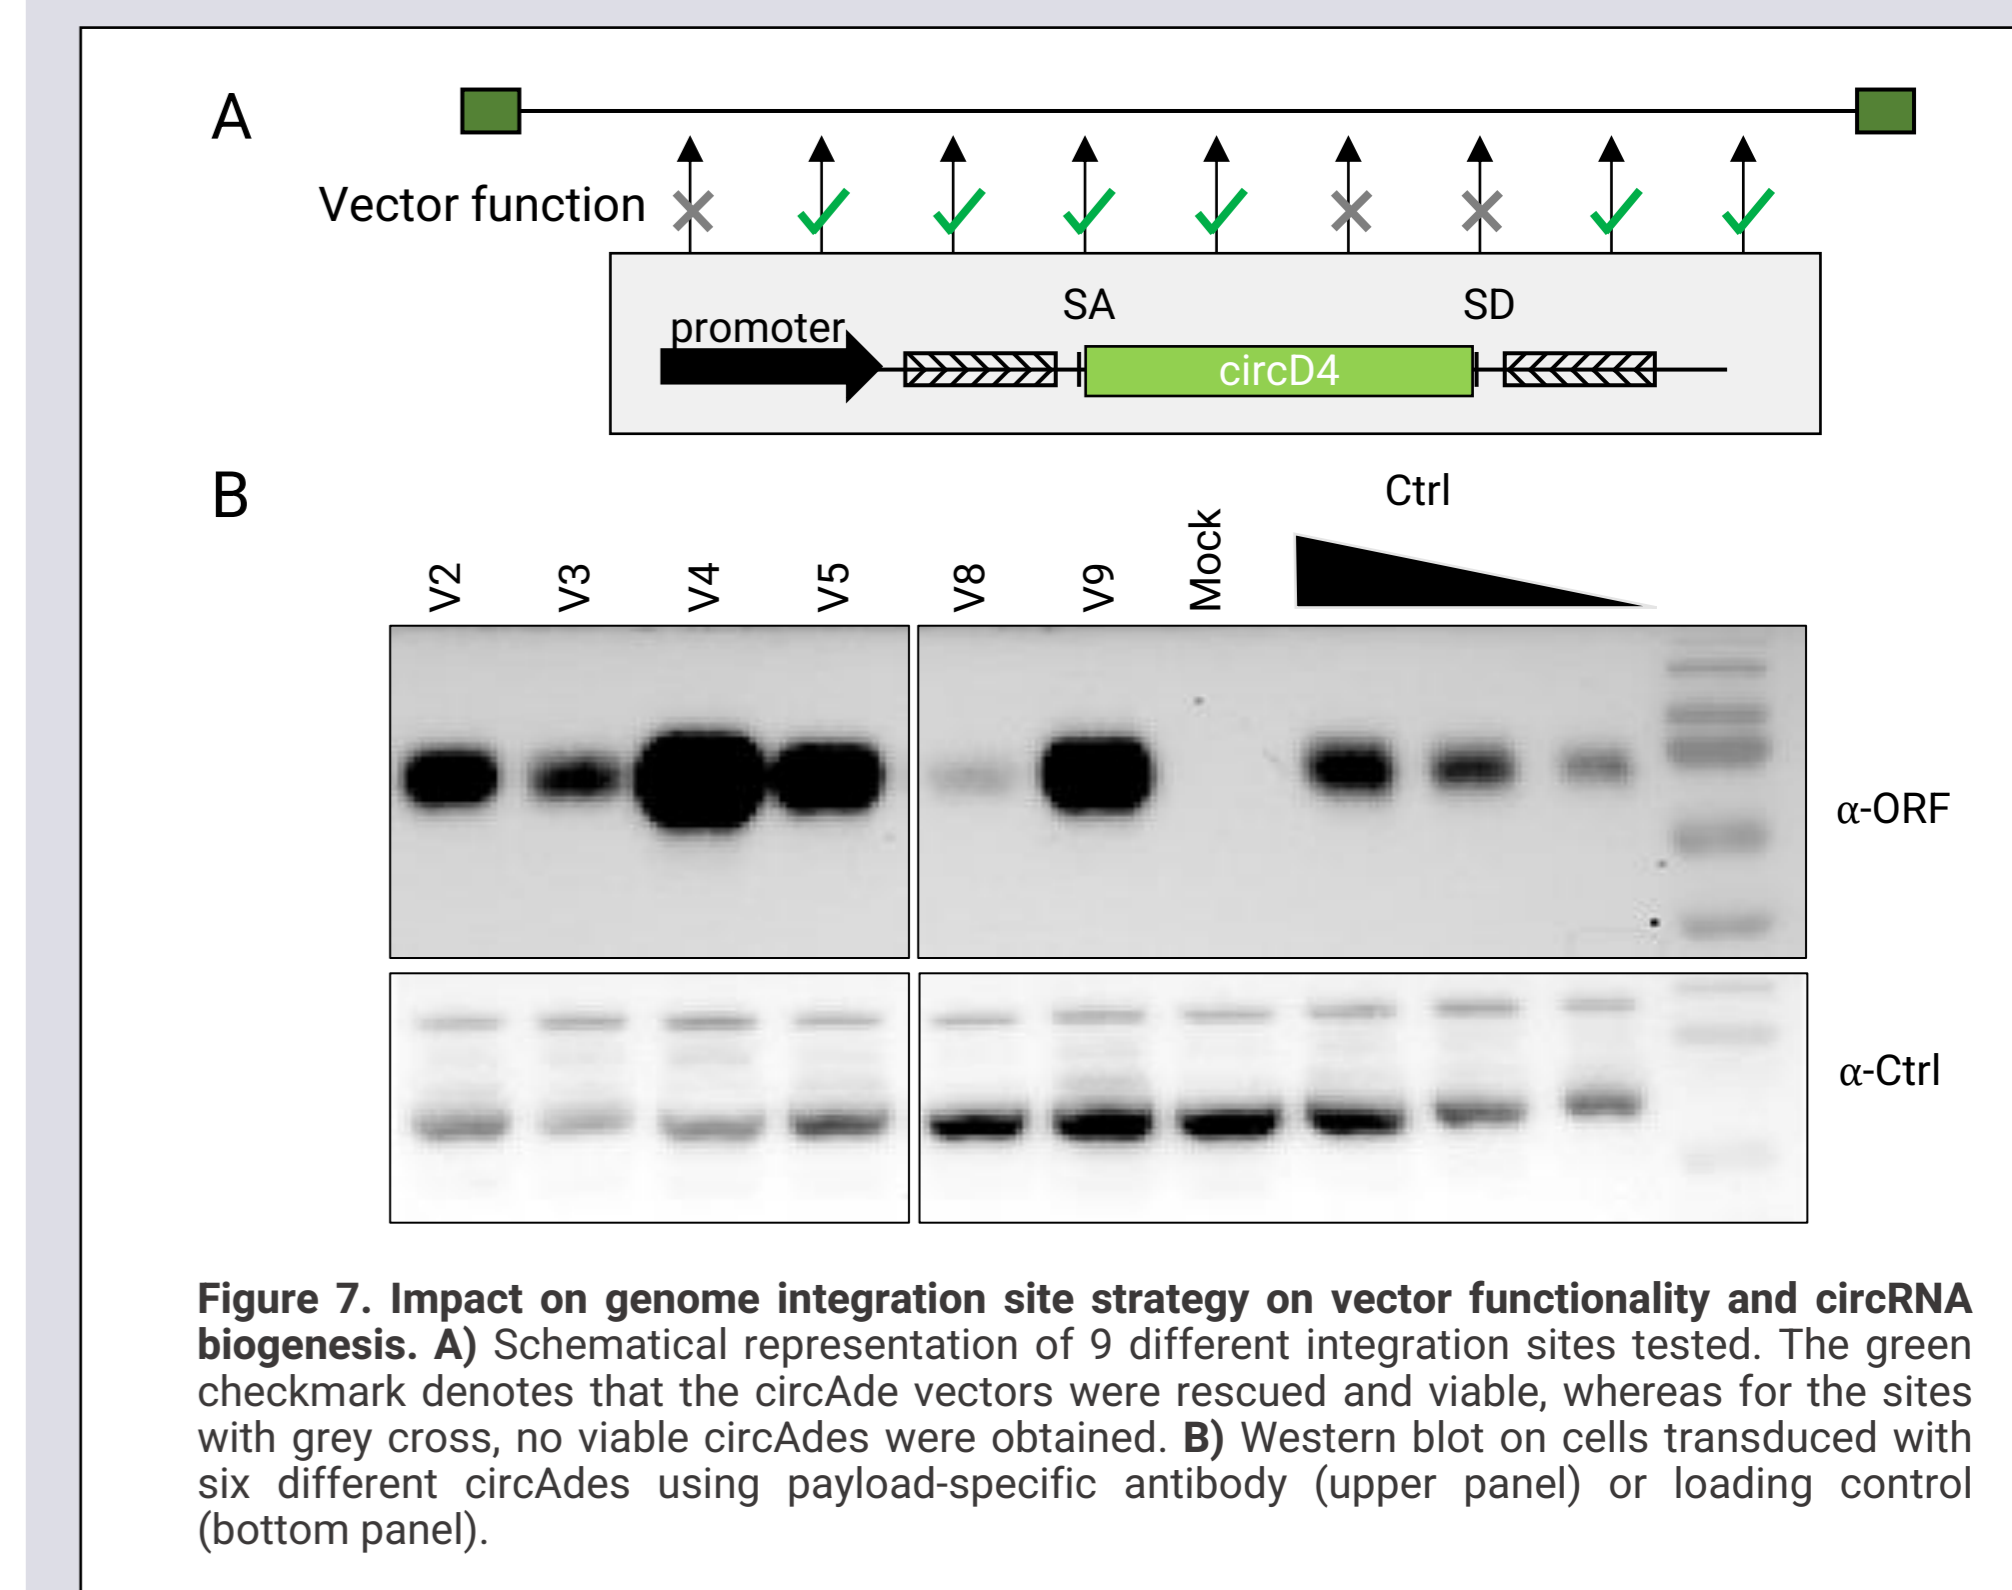 A
Vector function
SA
SD
promoter
circD4
B
Ctrl
V2
V3
V4
V5
V8
V9
Mock
α-ORF
α-Ctrl
Figure 7. Impact on genome integration site strategy on vector functionality and circRNA
biogenesis. A) Schematical representation of 9 different integration sites tested. The green
checkmark denotes that the circAde vectors were rescued and viable, whereas for the sites
with grey cross, no viable circAdes were obtained. B) Western blot on cells transduced with
six different circAdes using payload-specific antibody (upper panel) or loading control
(bottom panel).